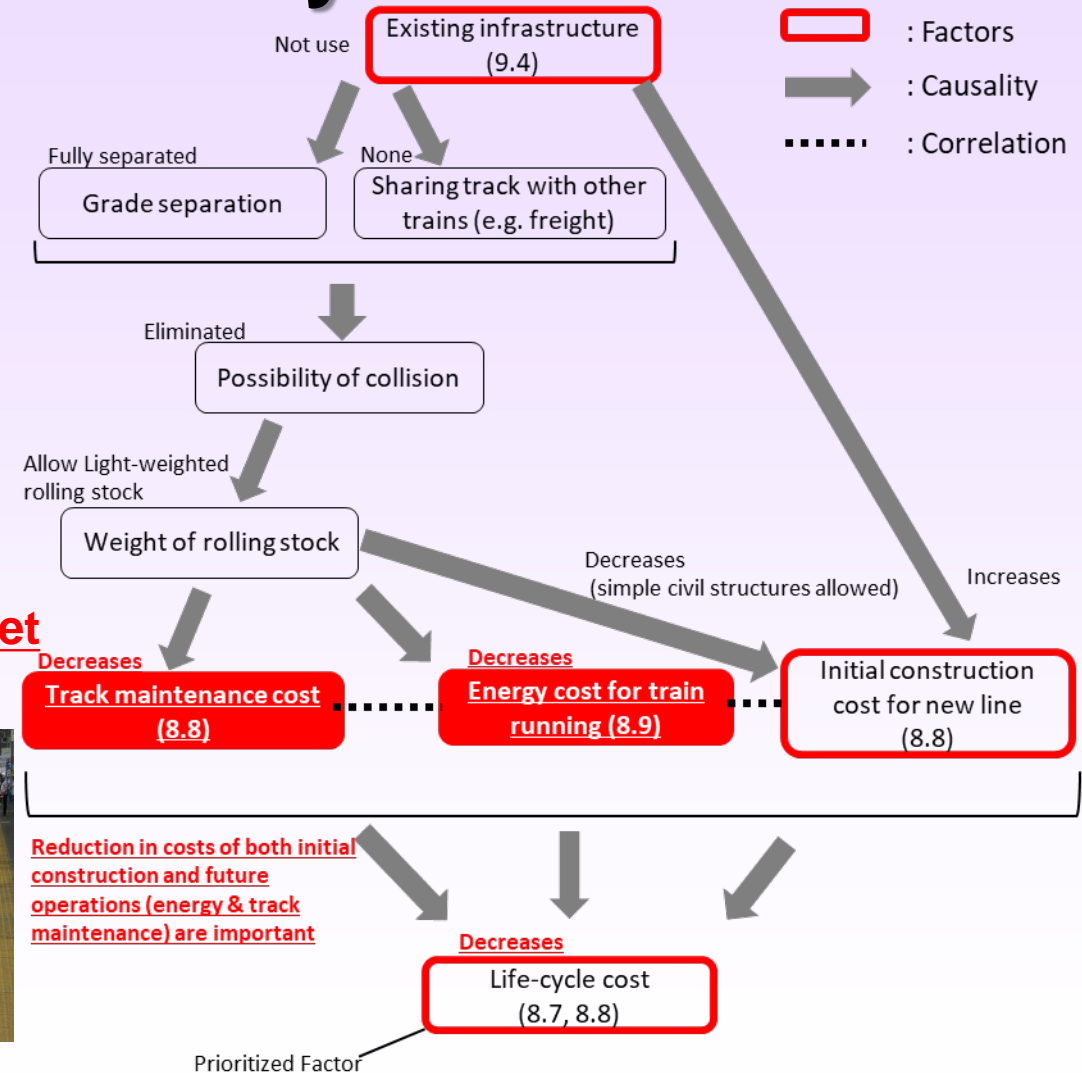 Not use
Existing infrastructure
(9.4)
: Factors
: Causality
: Correlation
Fully separated
None
Grade separation
Sharing track with other
trains (e.g. freight)
Eliminated
Possibility of collision
Allow Light-weighted
rolling stock
Weight of rolling stock
Decreases
(simple civil structures allowed)
Increases
et
Decreases
Track maintenance cost
(8.8)
Decreases
Energy cost for train
running (8.9)
Initial construction
cost for new line
(8.8)
Reduction in costs of both initial
construction and future
operations (energy & track
maintenance) are important
Decreases
Life-cycle cost
(8.7, 8.8)
Prioritized Factor